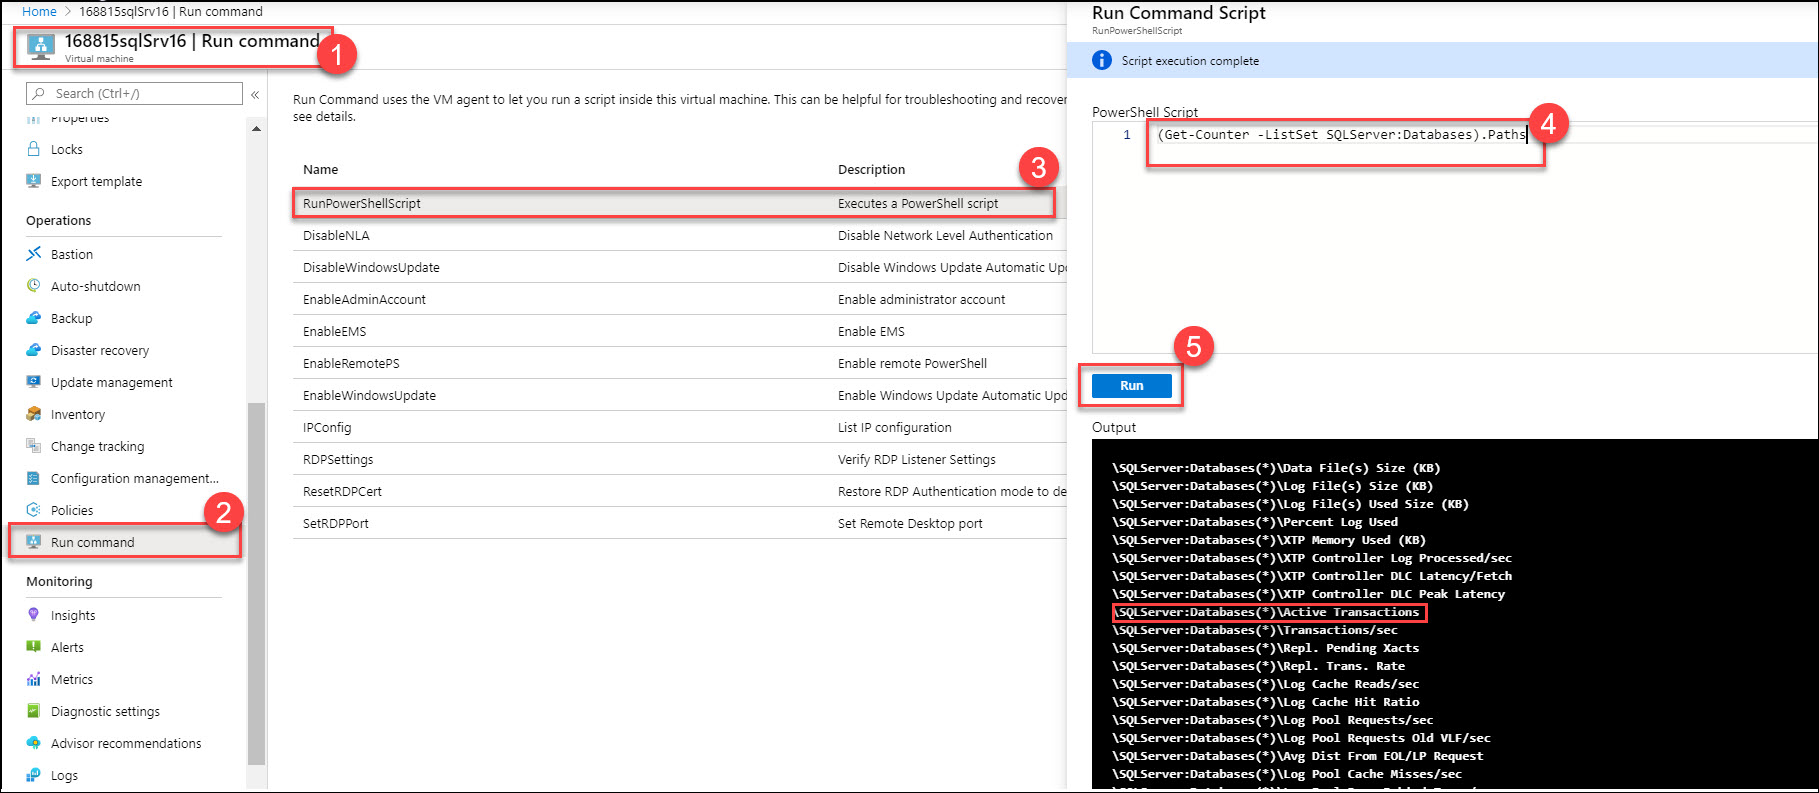 Home > 168815sqlSrv16 | Run command
168815sqlSrv16 | Run command
Virtual machine
1
Search (Ctrl+/)
«
Properties
Locks
Export template
Operations
Bastion
Auto-shutdown
Backup
Disaster recovery
Update management
Inventory
Change tracking
Configuration management...
Policies
2
Run command
Monitoring
Insights
Alerts
Metrics
Diagnostic settings
Advisor recommendations
Logs
Run Command uses the VM agent to let you run a script inside this virtual machine. This can be helpful for troubleshooting and recover
see details.
Name Description
3
RunPowerShellScript Executes a PowerShell script
DisableNLA Disable Network Level Authentication
DisableWindowsUpdate Disable Windows Update Automatic Upd
EnableAdminAccount Enable administrator account
EnableEMS Enable EMS
EnableRemotePS Enable remote PowerShell
EnableWindowsUpdate Enable Windows Update Automatic Upd
IPConfig List IP configuration
RDPSettings Verify RDP Listener Settings
ResetRDPCert Restore RDP Authentication mode to de
SetRDPPort Set Remote Desktop port
Run Command Script
RunPowerShellScript
Script execution complete
PowerShell Script
4
1 (Get-Counter -ListSet SQLServer:Databases).Paths
5
Run
Output
\SQLServer:Databases(*)\Data File(s) Size (KB)
\SQLServer:Databases(*)\Log File(s) Size (KB)
\SQLServer:Databases(*)\Log File(s) Used Size (KB)
\SQLServer:Databases(*)\Percent Log Used
\SQLServer:Databases(*)\XTP Memory Used (KB)
\SQLServer:Databases(*)\XTP Controller Log Processed/sec
\SQLServer:Databases(*)\XTP Controller DLC Latency/Fetch
\SQLServer:Databases(*)\XTP Controller DLC Peak Latency
\SQLServer:Databases(*)\Active Transactions
\SQLServer:Databases(*)\Transactions/sec
\SQLServer:Databases(*)\Repl. Pending Xacts
\SQLServer:Databases(*)\Repl. Trans. Rate
\SQLServer:Databases(*)\Log Cache Reads/sec
\SQLServer:Databases(*)\Log Cache Hit Ratio
\SQLServer:Databases(*)\Log Pool Requests/sec
\SQLServer:Databases(*)\Log Pool Requests Old VLF/sec
\SQLServer:Databases(*)\Avg Dist From EOL/LP Request
\SQLServer:Databases(*)\Log Pool Cache Misses/sec